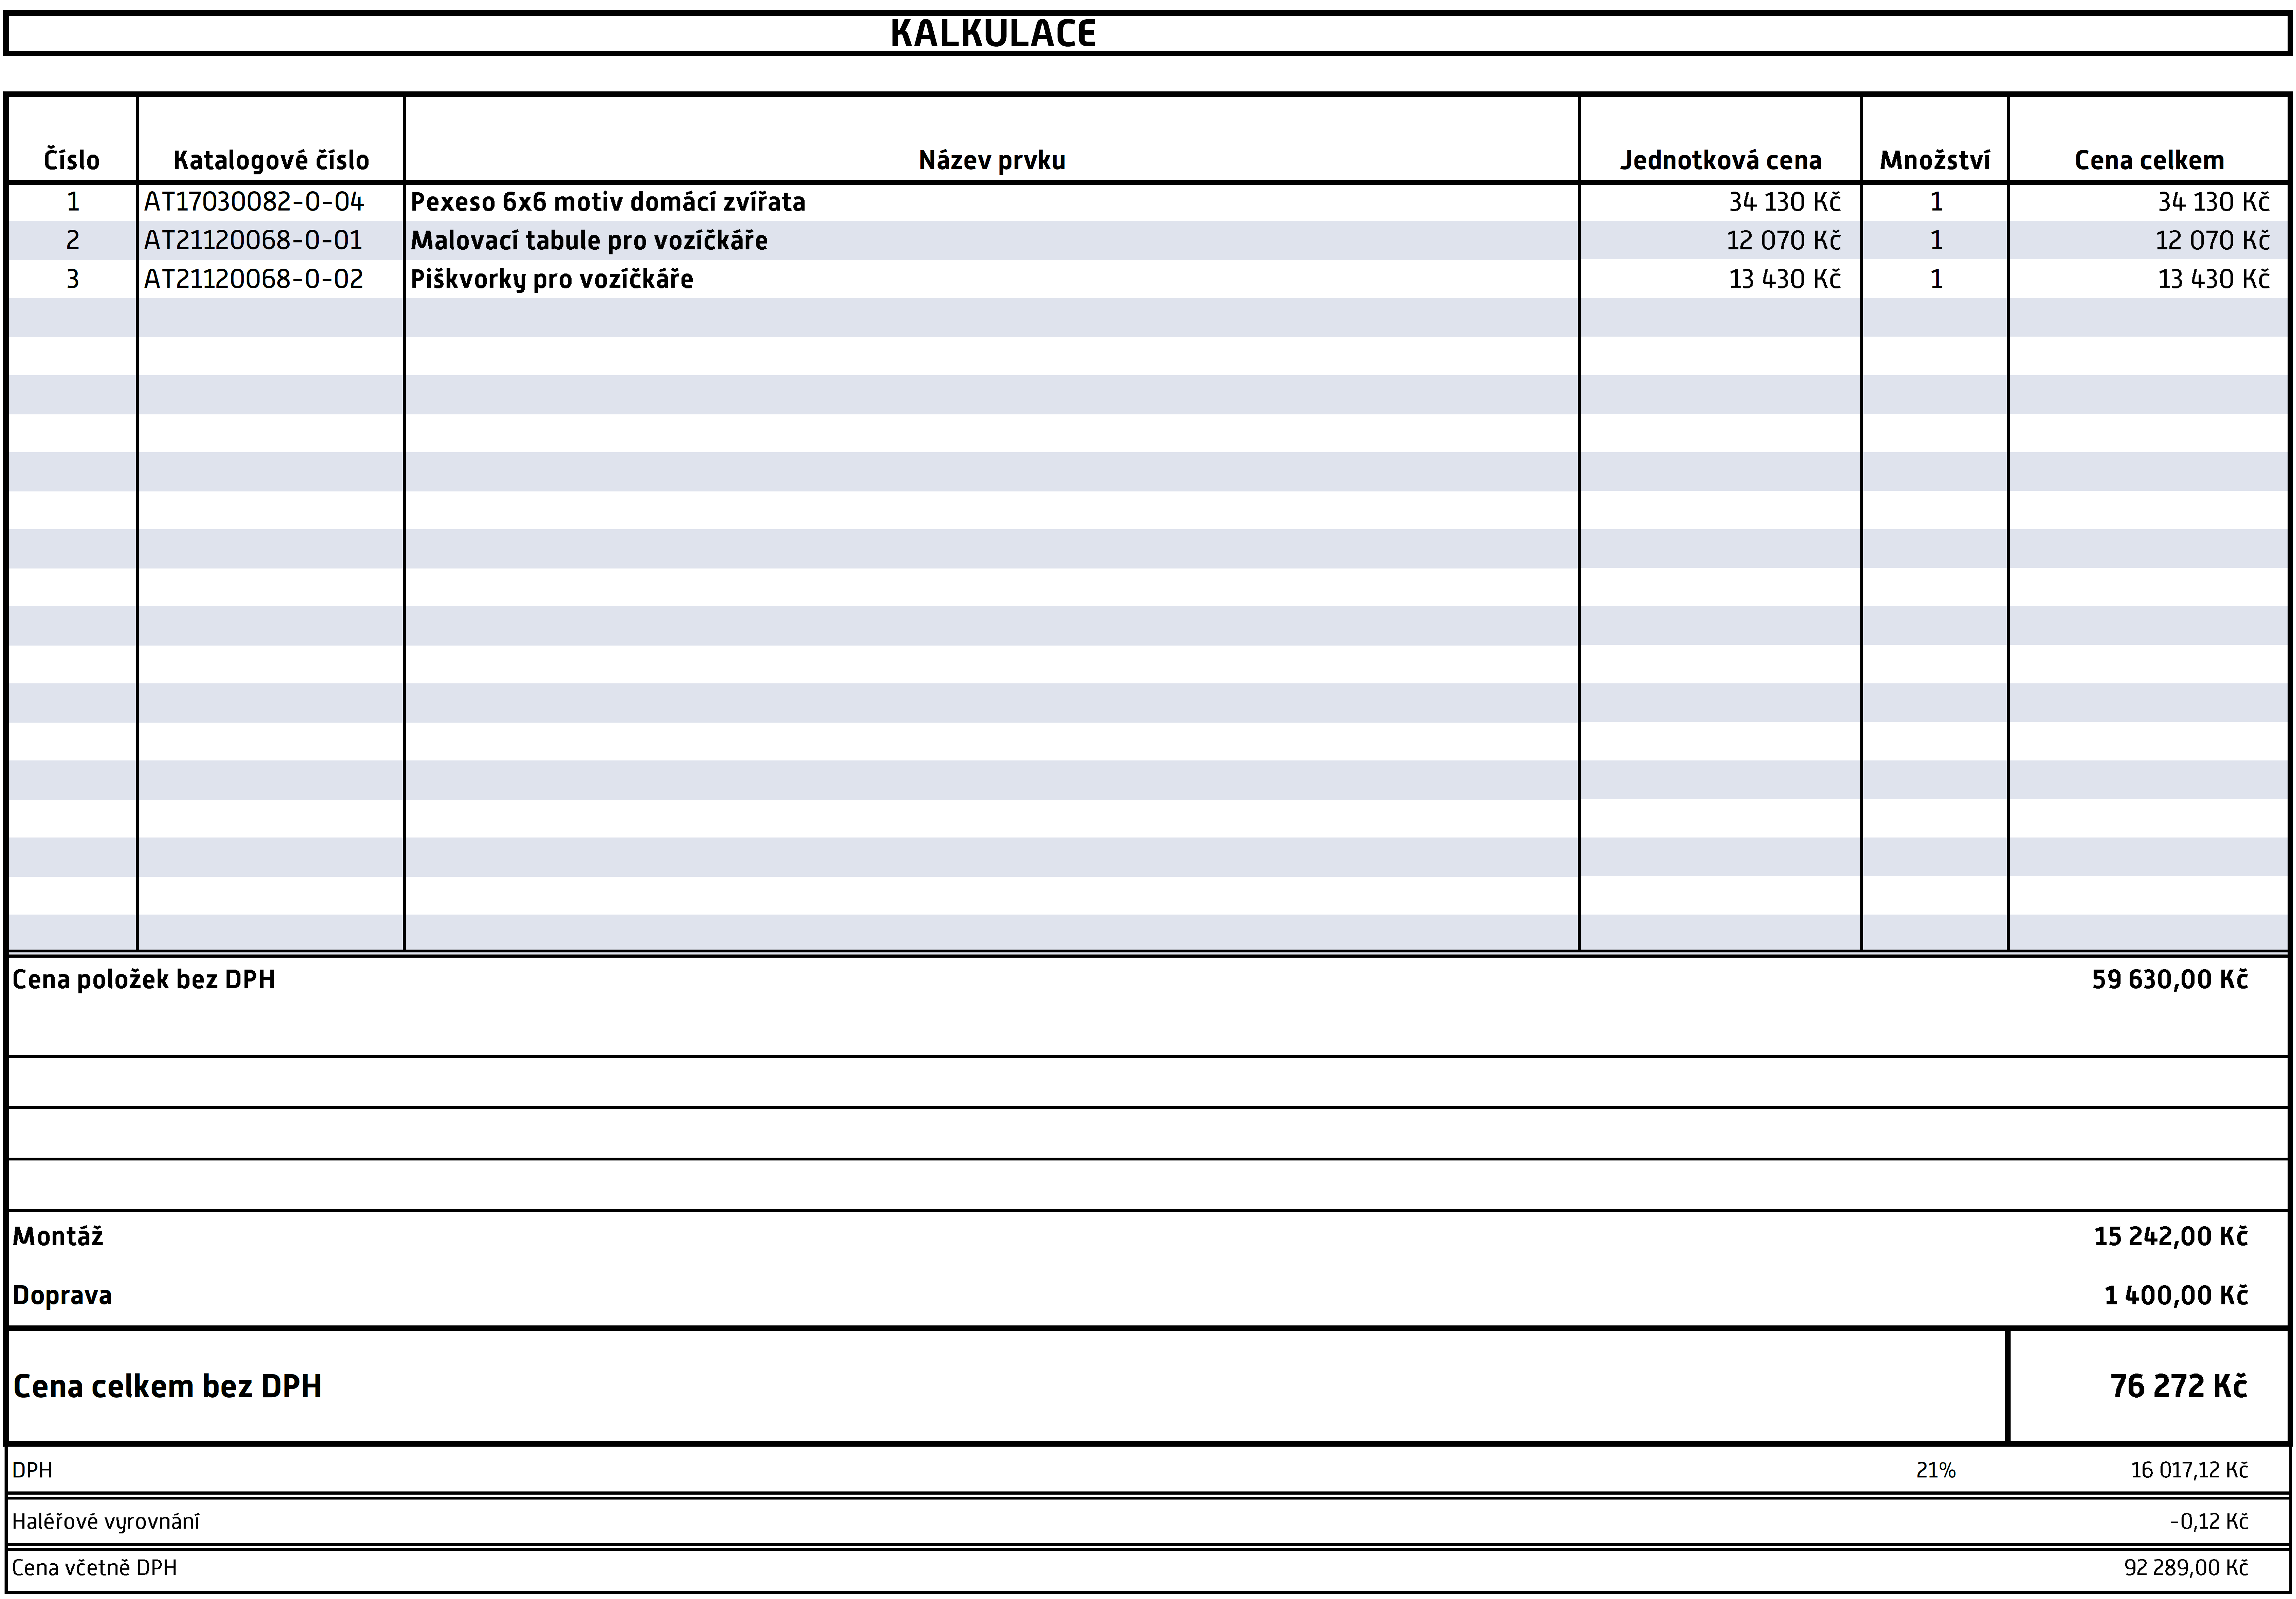 KALKULACE
Číslo Katalogové číslo Název prvku Jednotková cena Množství Cena celkem
1 AT17030082-0-04 Pexeso 6x6 motiv domácí zvířata 34 130 Kč 1 34 130 Kč
2 AT21120068-0-01 Malovací tabule pro vozíčkáře 12 070 Kč 1 12 070 Kč
3 AT21120068-0-02 Piškvorky pro vozíčkáře 13 430 Kč 1 13 430 Kč
Cena položek bez DPH 59 630,00 Kč
Montáž 15 242,00 Kč
Doprava 1 400,00 Kč
Cena celkem bez DPH 76 272 Kč
DPH 21% 16 017,12 Kč
Haléřové vyrovnání -0,12 Kč
Cena včetně DPH 92 289,00 Kč